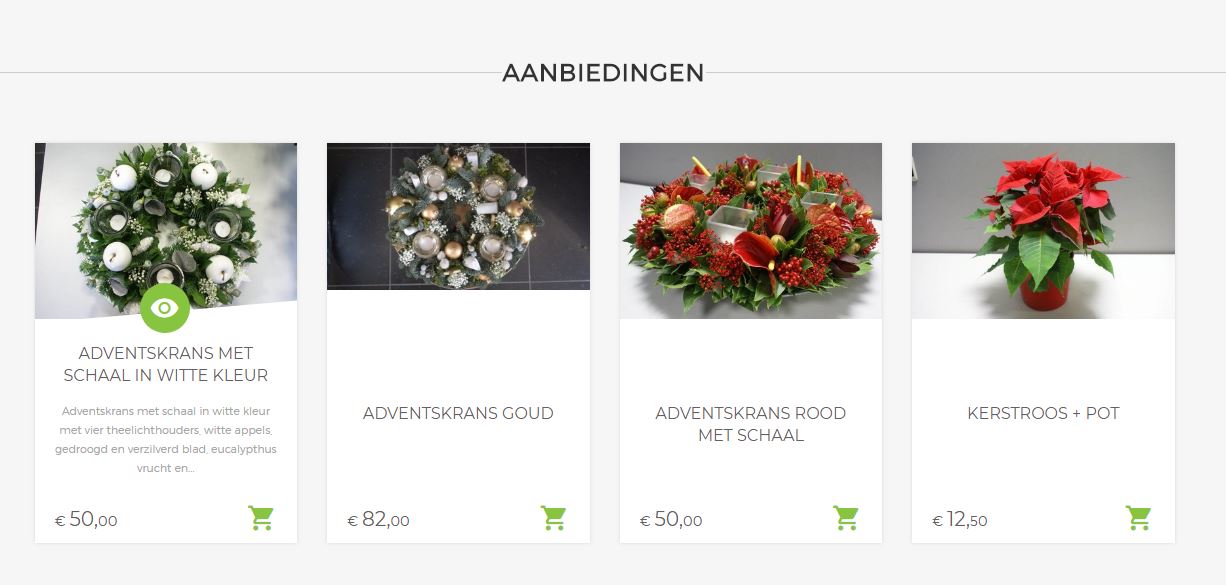 AANBIEDINGEN
ADVENTSKRANS MET
SCHAAL IN WITTE KLEUR
Adventskrans met schaal in witte kleur
met vier theelichthouders, witte appels,
gedroogd en verzilverd blad, eucalypthus
vrucht en...
€ 50,00
ADVENTSKRANS GOUD
€ 82,00
ADVENTSKRANS ROOD
MET SCHAAL
€ 50,00
KERSTROOS + POT
€ 12,50